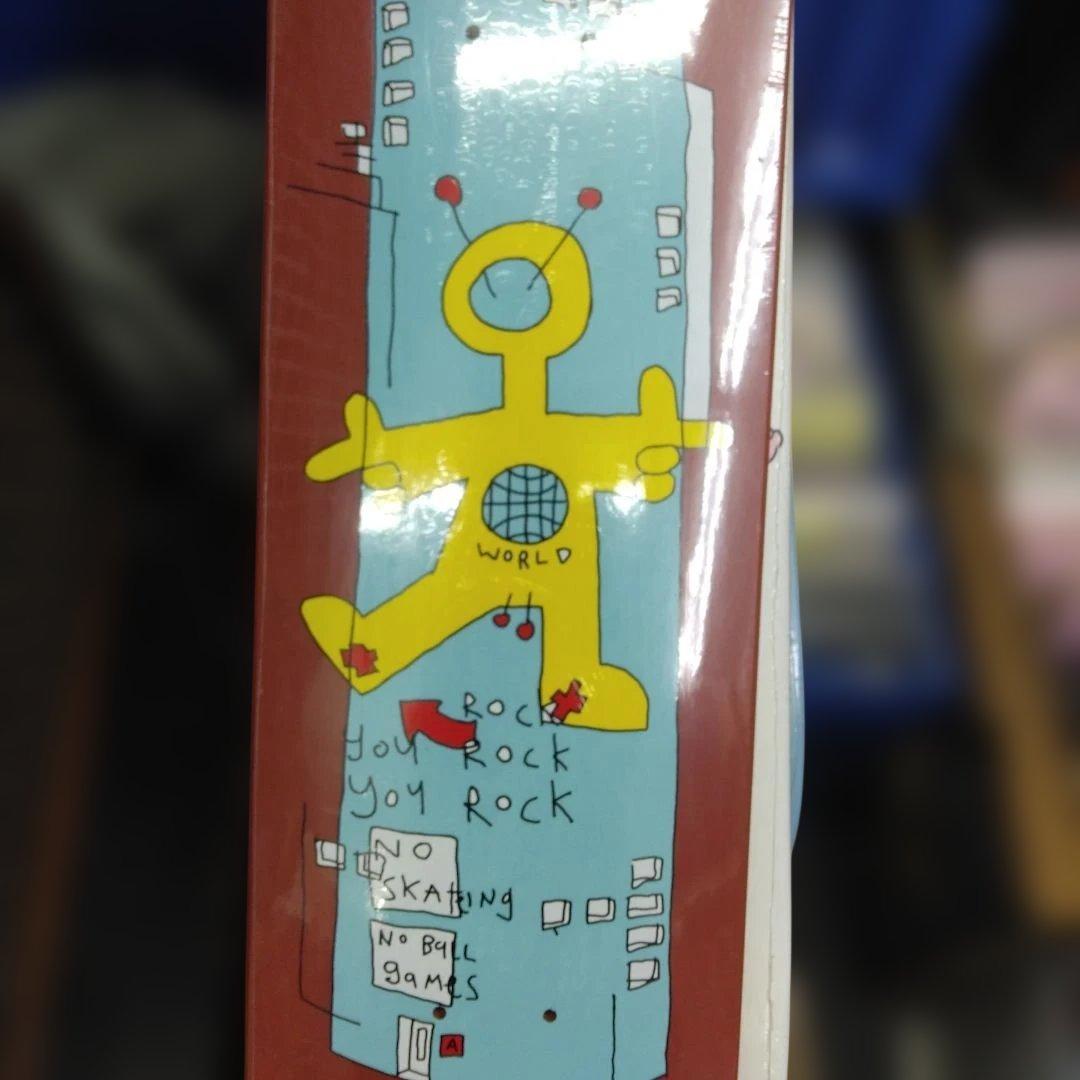 WORLD
ROCK
YOY ROCK
YOY ROCK
NO
SKATING
No BaLL
gaMES
A